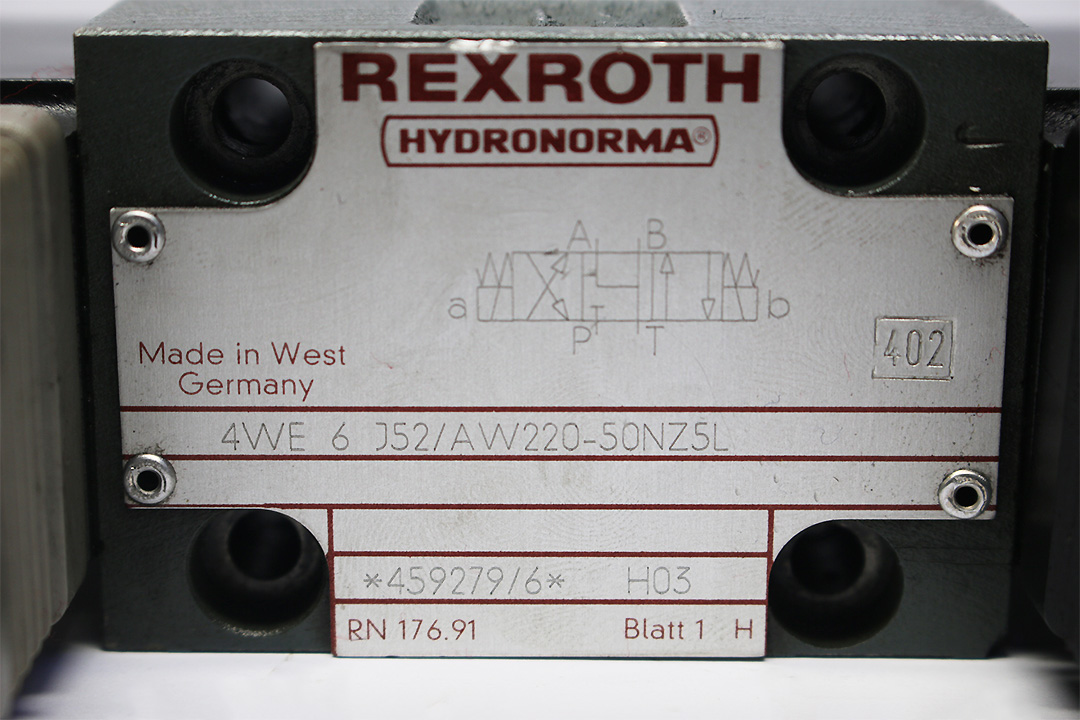 REXROTH
HYDRONORMA®
A B
a b
P T
Made in West
Germany
402
4WE 6 J52/AW220-50NZ5L
*459279/6* H03
RN 176.91 Blatt 1 H